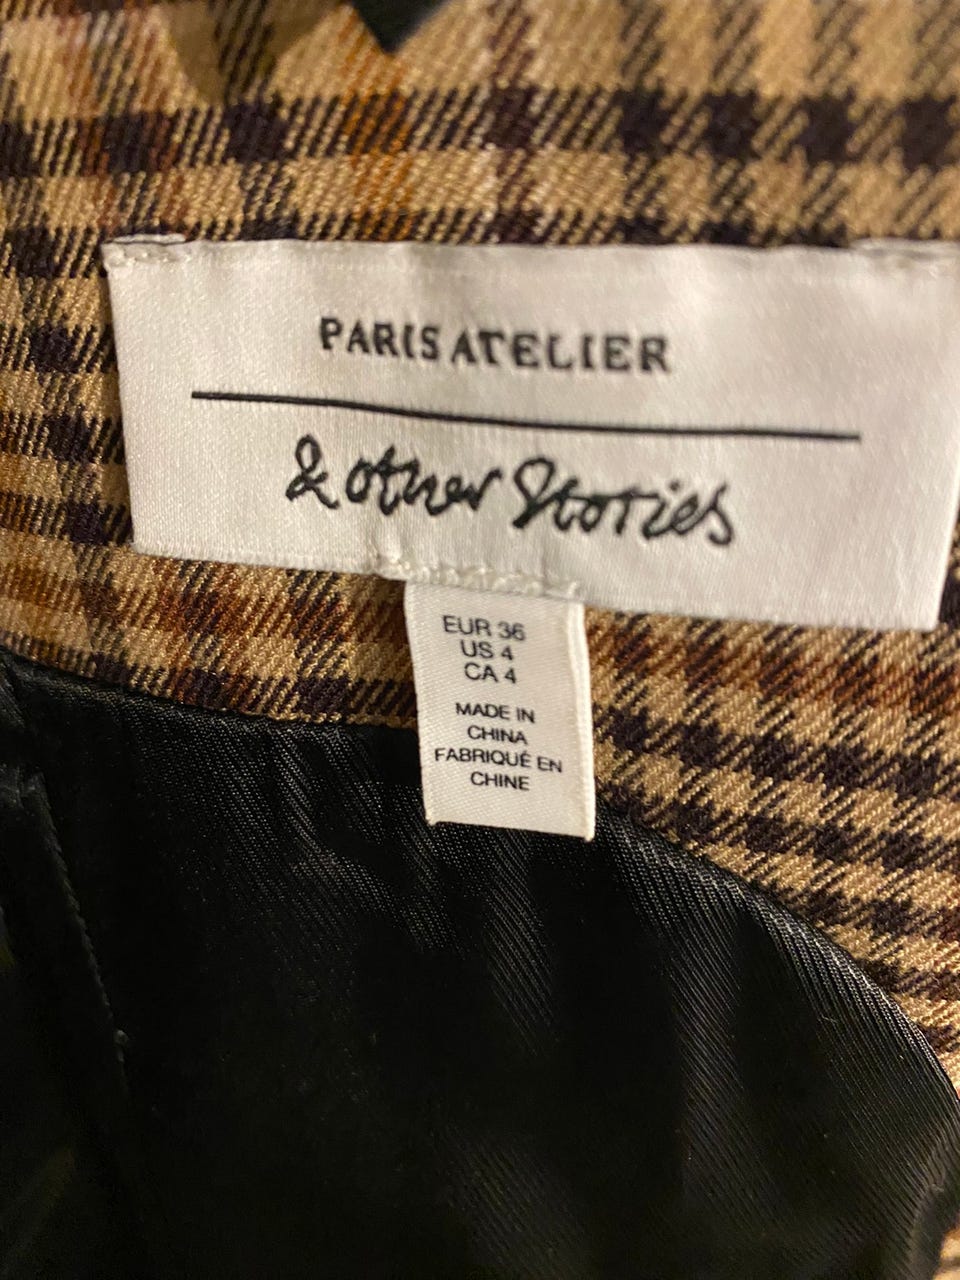 PARIS ATELIER
& other Stories
EUR 36
US 4
CA 4
MADE IN
CHINA
FABRIQUÉ EN
CHINE